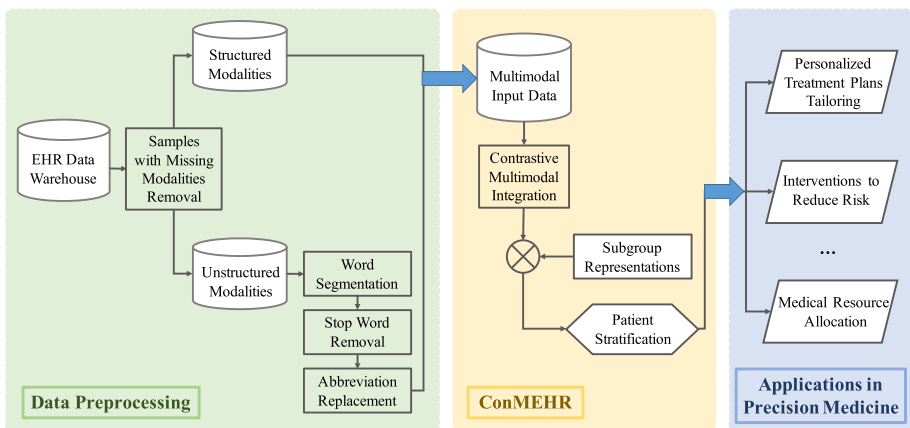 EHR Data
Warehouse
Samples
with Missing
Modalities
Removal
Structured
Modalities
Unstructured
Modalities
Word
Segmentation
Stop Word
Removal
Abbreviation
Replacement
Data Preprocessing
Multimodal
Input Data
Contrastive
Multimodal
Integration
Subgroup
Representations
Patient
Stratification
ConMEHR
Personalized
Treatment Plans
Tailoring
Interventions to
Reduce Risk
...
Medical Resource
Allocation
Applications in
Precision Medicine